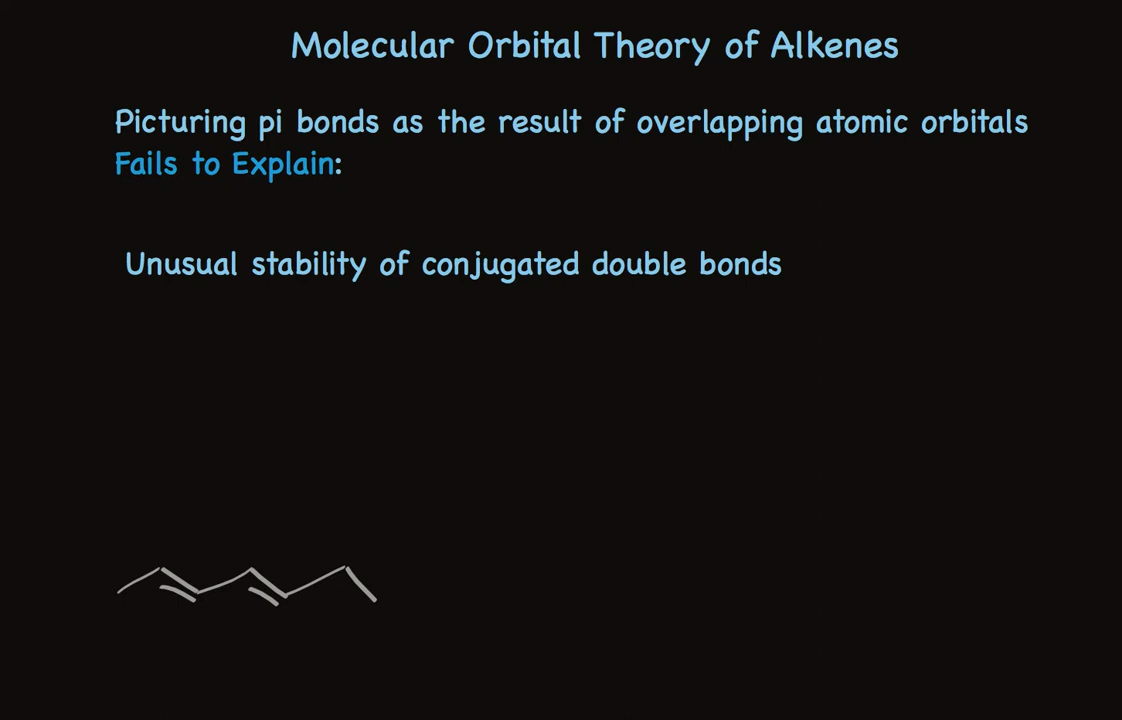 Molecular Orbital Theory of Alkenes
Picturing pi bonds as the result of overlapping atomic orbitals
Fails to Explain:
Unusual stability of conjugated double bonds